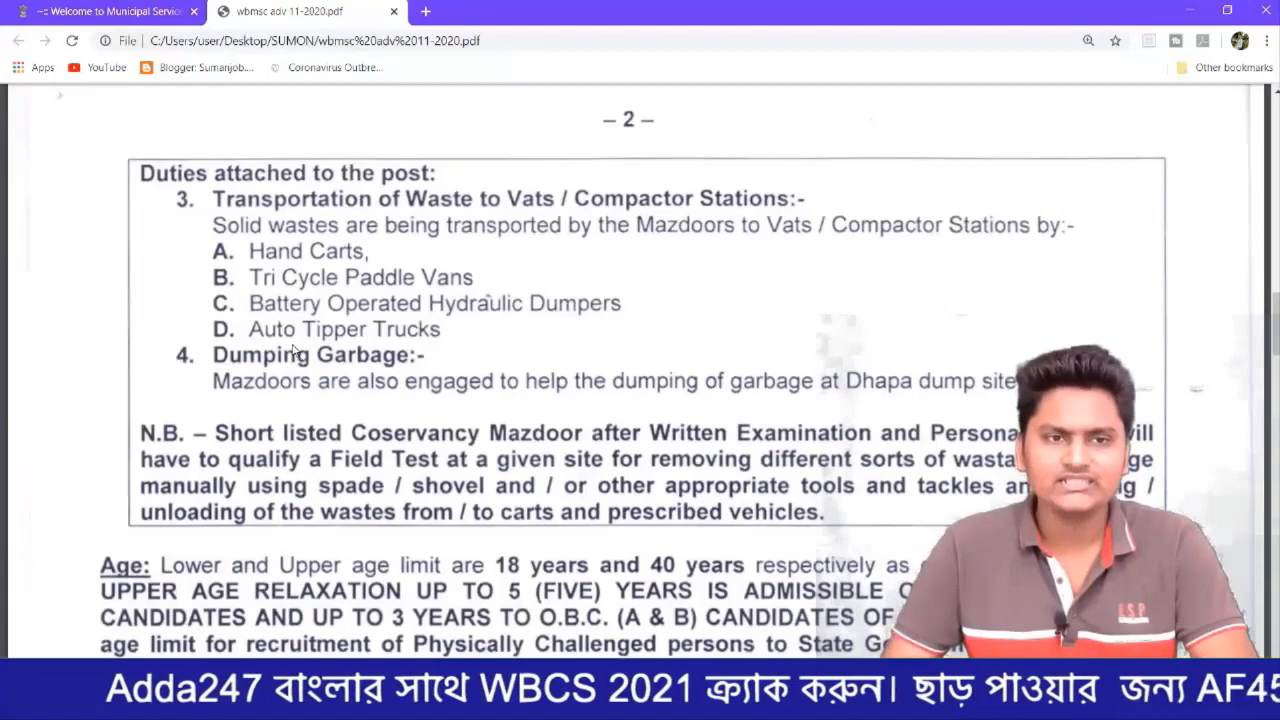 -:: Welcome to Municipal Service
wbmsc adv 11-2020.pdf
File C:/Users/user/Desktop/SUMON/wbmsc%20adv%2011-2020.pdf
Apps YouTube Blogger: Sumanjob.... Coronavirus Outbre... Other bookmarks
– 2 –
Duties attached to the post:
3. Transportation of Waste to Vats / Compactor Stations:-
Solid wastes are being transported by the Mazdoors to Vats / Compactor Stations by:-
A. Hand Carts,
B. Tri Cycle Paddle Vans
C. Battery Operated Hydraulic Dumpers
D. Auto Tipper Trucks
4. Dumping Garbage:-
Mazdoors are also engaged to help the dumping of garbage at Dhapa dump site
N.B. – Short listed Coservancy Mazdoor after Written Examination and Persona
have to qualify a Field Test at a given site for removing different sorts of
manually using spade / shovel and / or other appropriate tools and tackles /
unloading of the wastes from / to carts and prescribed vehicles.
Age: Lower and Upper age limit are 18 years and 40 years respectively as
UPPER AGE RELAXATION UP TO 5 (FIVE) YEARS IS ADMISSIBLE
CANDIDATES AND UP TO 3 YEARS TO O.B.C. (A & B) CANDIDATES OF
age limit for recruitment of Physically Challenged persons to State
Adda247 বাংলার সাথে WBCS 2021 ক্র্যাক করুন। ছাড় পাওয়ার জন্য AF45